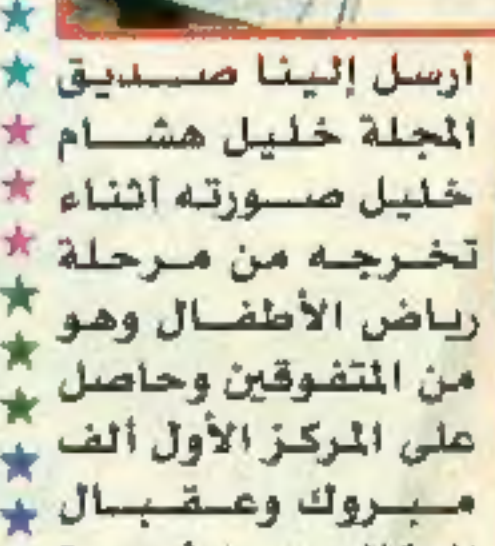 أرسل إلينا صديق
المجلة خليل هشام
خليل صورته أثناء
تخرجه من مرحلة
رياض الأطفال وهو
من المتفوقين وحاصل
على المركز الأول ألف
مبروك وعقبال